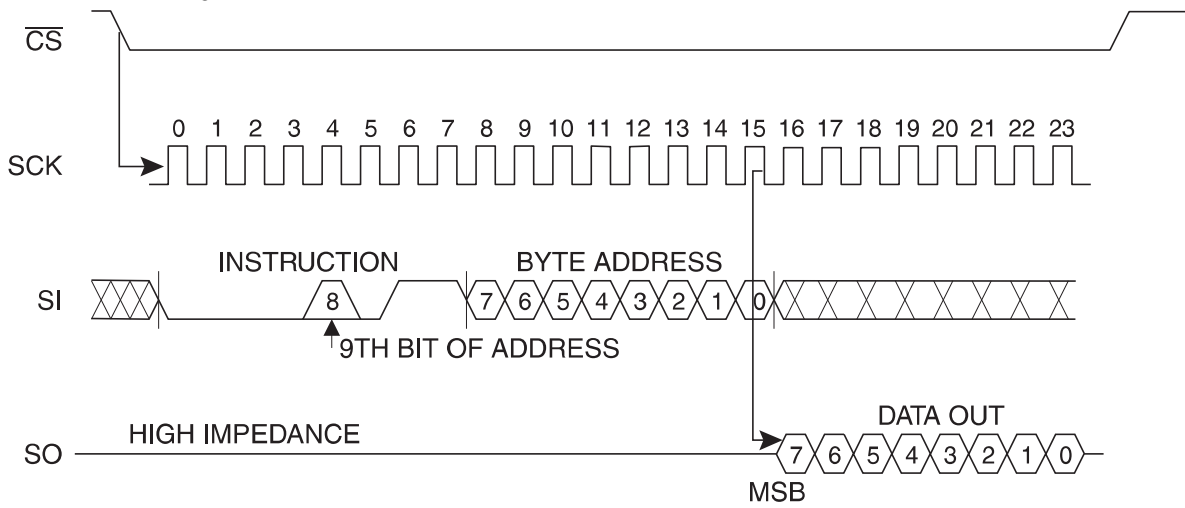 CS
0 1 2 3 4 5 6 7 8 9 10 11 12 13 14 15 16 17 18 19 20 21 22 23
SCK
INSTRUCTION BYTE ADDRESS
SI 8 7 6 5 4 3 2 1 0
9TH BIT OF ADDRESS
DATA OUT
HIGH IMPEDANCE
SO 7 6 5 4 3 2 1 0
MSB